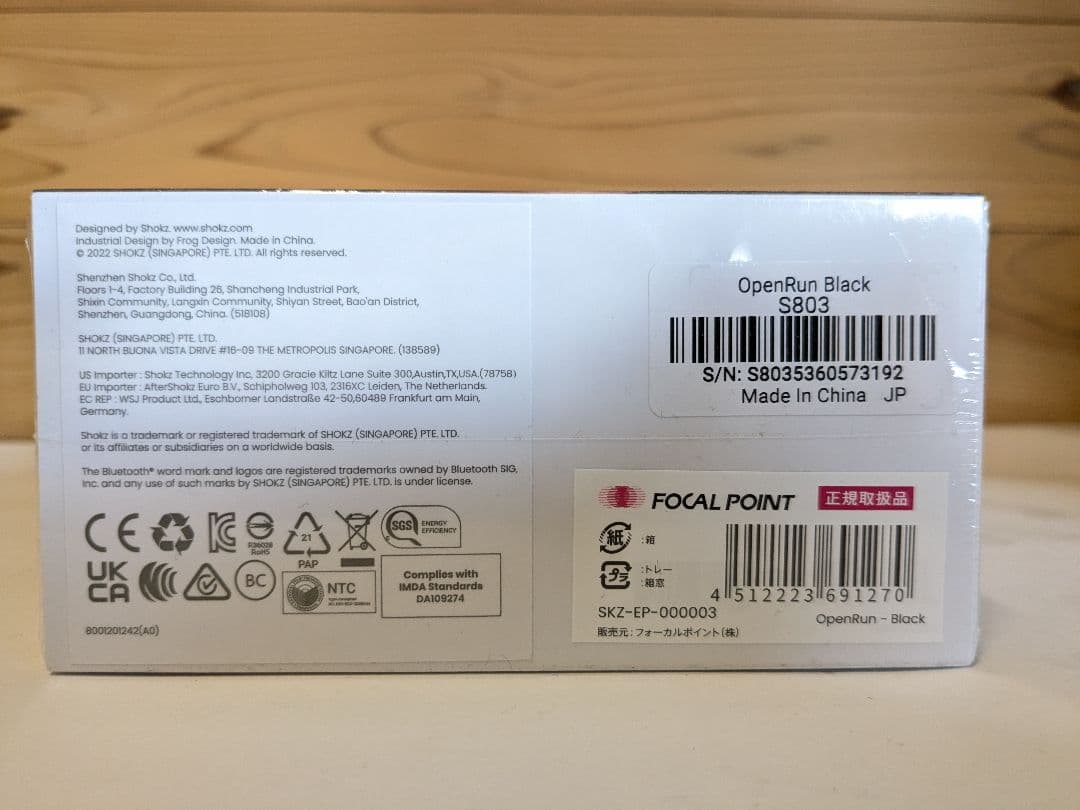 Designed by Shokz. www.shokz.com
Industrial Design by Frog Design. Made in China.
© 2022 SHOKZ (SINGAPORE) PTE. LTD. All rights reserved.
Shenzhen Shokz Co., Ltd.
Floors 1-4, Factory Building 26, Shancheng Industrial Park,
Shixin Community, Langxin Community, Shiyan Street, Bao'an District,
Shenzhen, Guangdong, China. (518108)
SHOKZ (SINGAPORE) PTE. LTD.
11 NORTH BUONA VISTA DRIVE #16-09 THE METROPOLIS SINGAPORE. (138589)
US Importer : Shokz Technology Inc, 3200 Gracie Kiltz Lane Suite 300,Austin,TX,USA.(78758)
EU Importer : AfterShokz Euro B.V., Schipholweg 103, 2316XC Leiden, The Netherlands.
EC REP : WSJ Product Ltd., Eschborner Landstraße 42-50,60489 Frankfurt am Main,
Germany.
Shokz is a trademark or registered trademark of SHOKZ (SINGAPORE) PTE. LTD.
or its affiliates or subsidiaries on a worldwide basis.
The Bluetooth® word mark and logos are registered trademarks owned by Bluetooth SIG,
Inc. and any use of such marks by SHOKZ (SINGAPORE) PTE. LTD. is under license.
CE
R36028
RoHS
21
PAP
SGS ENERGY
EFFICIENCY
UK
CA
BC
NTC
Complies with
IMDA Standards
DA109274
8001201242(A0)
OpenRun Black
S803
S/N: S8035360573192
Made In China JP
FOCAL POINT 正規取扱品
紙 :箱
プラ :トレー
:箱窓
4 512223 691270
SKZ-EP-000003
OpenRun - Black
販売元:フォーカルポイント(株)